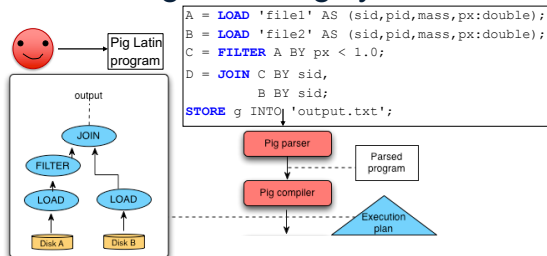 Pig Latin
program
A = LOAD 'file1' AS (sid,pid,mass,px:double);
B = LOAD 'file2' AS (sid,pid,mass,px:double);
C = FILTER A BY px < 1.0;
D = JOIN C BY sid,
B BY sid;
STORE g INTO 'output.txt';
output
JOIN
FILTER
LOAD
LOAD
Disk A
Disk B
Pig parser
Parsed
program
Pig compiler
Execution
plan